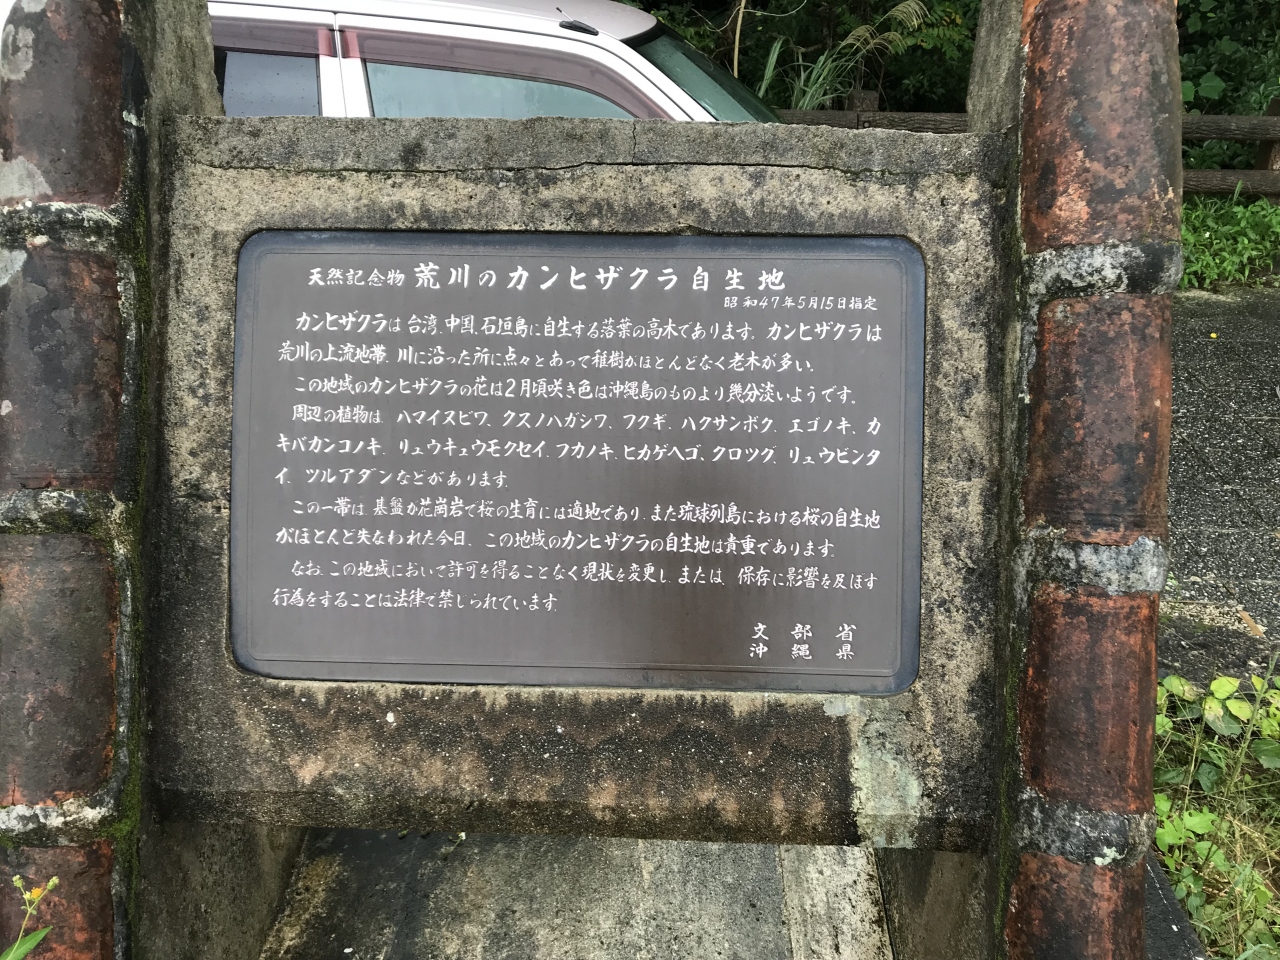 天然記念物 荒川のカンヒザクラ自生地
昭和47年5月15日指定
カンヒザクラは台湾、中国、石垣島に自生する落葉の高木であります。カンヒザクラは
荒川の上流地帯、川に沿った所に点々とあって稚樹がほとんどなく老木が多い。
この地域のカンヒザクラの花は2月頃咲き色は沖縄島のものより幾分淡いようです。
周辺の植物は、ハマイヌビワ、クスノハガシワ、フクギ、ハクサンボク、エゴノキ、カ
キバカンコノキ、リュウキュウモクセイ、フカノキ、ヒカゲヘゴ、クロツグ、リュウビンタ
イ、ツルアダンなどがあります。
この一帯は、基盤が花崗岩で桜の生育には適地であり、また琉球列島における桜の自生地
がほとんど失なわれた今日、この地域のカンヒザクラの自生地は貴重であります。
なお、この地域において許可を得ることなく現状を変更し、または、保存に影響を及ぼす
行為をすることは法律で禁じられています。
文部省
沖縄県